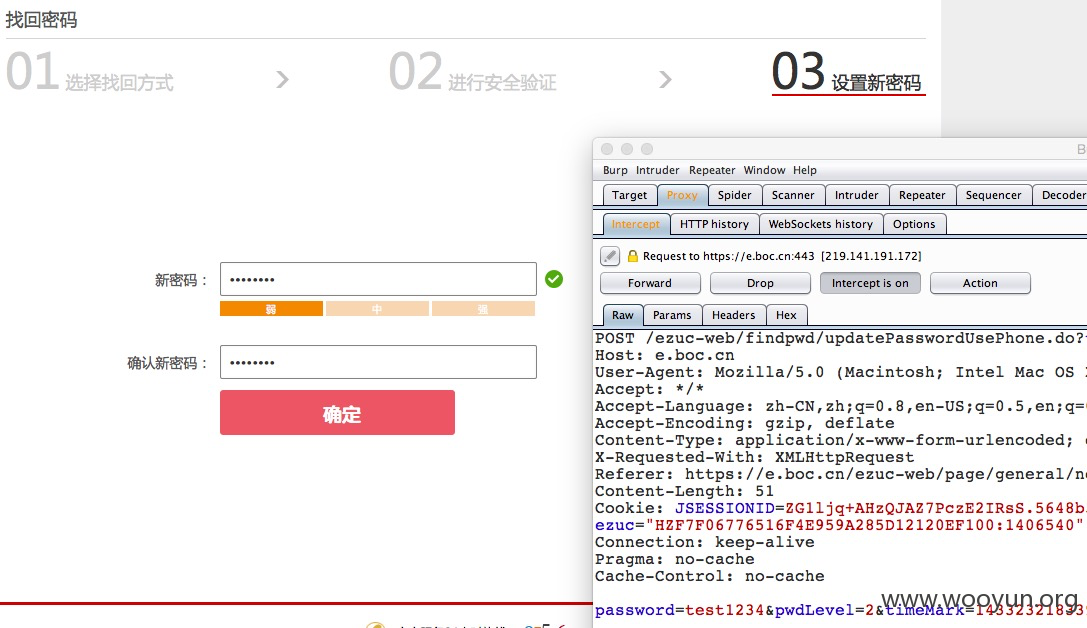 找回密码
01 选择找回方式 > 02 进行安全验证 > 03 设置新密码
新密码： ••••••••
弱 中 强
确认新密码： ••••••••
确定
Burp Intruder Repeater Window Help
Target Proxy Spider Scanner Intruder Repeater Sequencer Decoder
Intercept HTTP history WebSockets history Options
Request to https://e.boc.cn:443 [219.141.191.172]
Forward Drop Intercept is on Action
Raw Params Headers Hex
POST /ezuc-web/findpwd/updatePasswordUsePhone.do?
Host: e.boc.cn
User-Agent: Mozilla/5.0 (Macintosh; Intel Mac OS
Accept: */*
Accept-Language: zh-CN,zh;q=0.8,en-US;q=0.5,en;q=
Accept-Encoding: gzip, deflate
Content-Type: application/x-www-form-urlencoded;
X-Requested-With: XMLHttpRequest
Referer: https://e.boc.cn/ezuc-web/page/general/n
Content-Length: 51
Cookie: JSESSIONID=ZG1ljq+AHzQJAZ7PczE2IRsS.5648b
ezuc="HZF7F06776516F4E959A285D12120EF100:1406540"
Connection: keep-alive
Pragma: no-cache
Cache-Control: no-cache
password=test1234&pwdLevel=2&timeMark=1433232183
www.wooyun.org